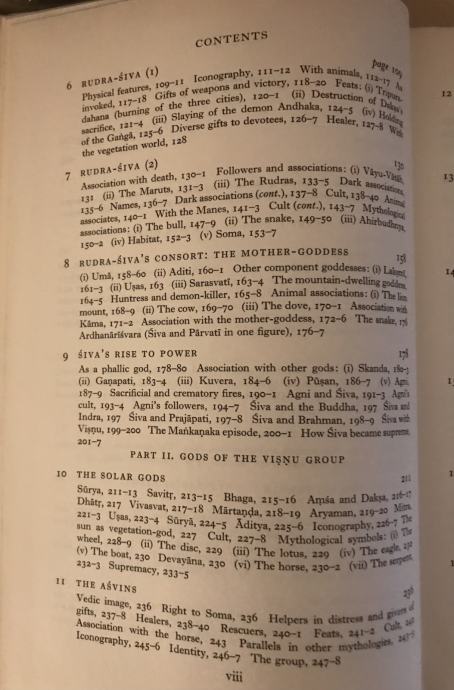 CONTENTS
page 109
6 RUDRA-ŚIVA (1)
Physical features, 109-11 Iconography, 111-12 With animals, 112-17 As
invoked, 117-18 Gifts of weapons and victory, 118-20 Feats: (i) Tripura-
dahana (burning of the three cities), 120-1 (ii) Destruction of Dakṣa's
sacrifice, 121-4 (iii) Slaying of the demon Andhaka, 124-5 (iv) Holding
of the Gaṅgā, 125-6 Diverse gifts to devotees, 126-7 Healer, 127-8 With
the vegetation world, 128
7 RUDRA-ŚIVA (2) 130
Association with death, 130-1 Followers and associations: (i) Vāyu-Vāta,
131 (ii) The Maruts, 131-3 (iii) The Rudras, 133-5 Dark associations,
135-6 Names, 136-7 Dark associations (cont.), 137-8 Cult, 138-40 Animal
associates, 140-1 With the Manes, 141-3 Cult (cont.), 143-7 Mythological
associations: (i) The bull, 147-9 (ii) The snake, 149-50 (iii) Ahirbudhnya,
150-2 (iv) Habitat, 152-3 (v) Soma, 153-7
8 RUDRA-ŚIVA'S CONSORT: THE MOTHER-GODDESS 158
(i) Umā, 158-60 (ii) Aditi, 160-1 Other component goddesses: (i) Lakṣmī,
161-3 (ii) Uṣas, 163 (iii) Sarasvatī, 163-4 The mountain-dwelling goddess,
164-5 Huntress and demon-killer, 165-8 Animal associations: (i) The lion
mount, 168-9 (ii) The cow, 169-70 (iii) The dove, 170-1 Association with
Kāma, 171-2 Association with the mother-goddess, 172-6 The snake, 176
Ardhanārīśvara (Śiva and Pārvatī in one figure), 176-7
9 ŚIVA'S RISE TO POWER 178
As a phallic god, 178-80 Association with other gods: (i) Skanda, 180-3
(ii) Gaṇapati, 183-4 (iii) Kuvera, 184-6 (iv) Pūṣan, 186-7 (v) Agni,
187-9 Sacrificial and crematory fires, 190-1 Agni and Śiva, 191-3 Agni's
cult, 193-4 Agni's followers, 194-7 Śiva and the Buddha, 197 Śiva and
Indra, 197 Śiva and Prajāpati, 197-8 Śiva and Brahman, 198-9 Śiva with
Viṣṇu, 199-200 The Maṅkaṇaka episode, 200-1 How Śiva became supreme,
201-7
PART II. GODS OF THE VIṢṆU GROUP
10 THE SOLAR GODS 211
Sūrya, 211-13 Savitṛ, 213-15 Bhaga, 215-16 Aṃśa and Dakṣa, 216-17
Dhātṛ, 217 Vivasvat, 217-18 Mārtaṇḍa, 218-19 Aryaman, 219-20 Mitra,
221-3 Uṣas, 223-4 Sūryā, 224-5 Āditya, 225-6 Iconography, 226-7 The
sun as vegetation-god, 227 Cult, 227-8 Mythological symbols: (i) The
wheel, 228-9 (ii) The disc, 229 (iii) The lotus, 229 (iv) The eagle, 230
(v) The boat, 230 Devayāna, 230 (vi) The horse, 230-2 (vii) The serpent,
232-3 Supremacy, 233-5
11 THE AŚVINS 236
Vedic image, 236 Right to Soma, 236 Helpers in distress and givers of
gifts, 237-8 Healers, 238-40 Rescuers, 240-1 Feats, 241-2 Cult, 242
Association with the horse, 243 Parallels in other mythologies,
Iconography, 245-6 Identity, 246-7 The group, 247-8
viii
12
13